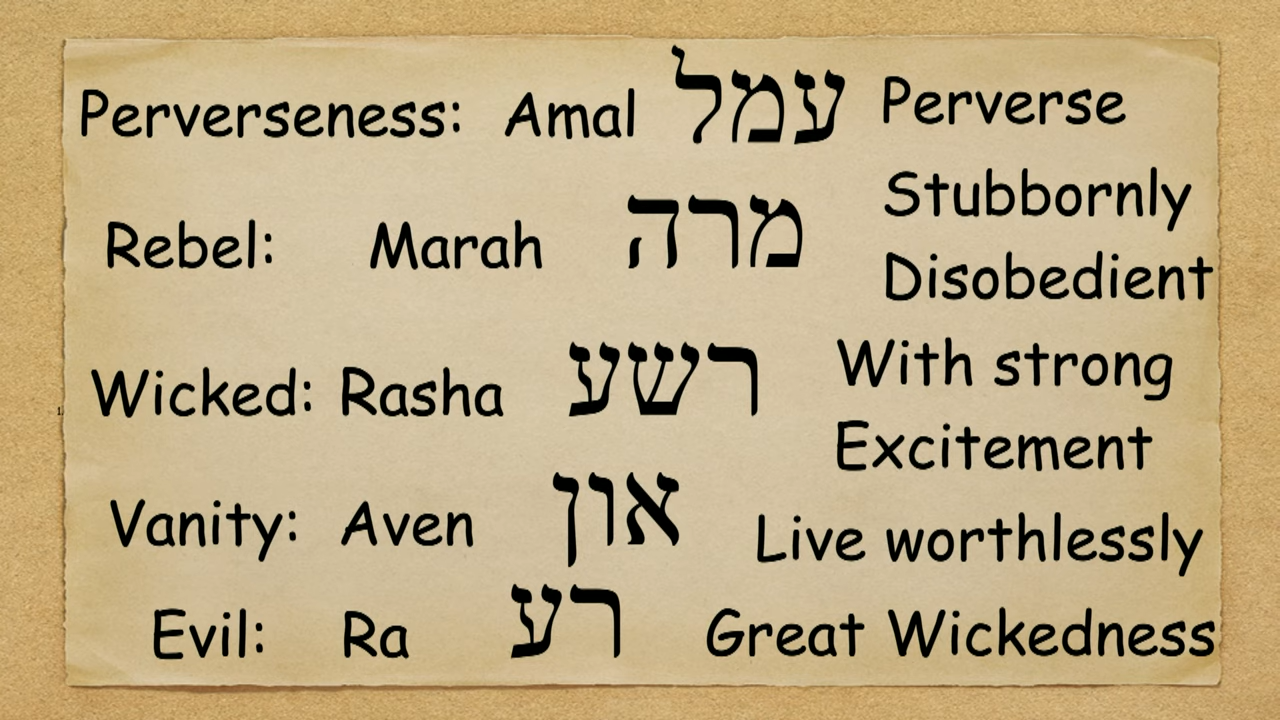 Perverseness: Amal עמל Perverse
Rebel: Marah מרה Stubbornly
Disobedient
Wicked: Rasha רשע With strong
Excitement
Vanity: Aven און Live worthlessly
Evil: Ra רע Great Wickedness